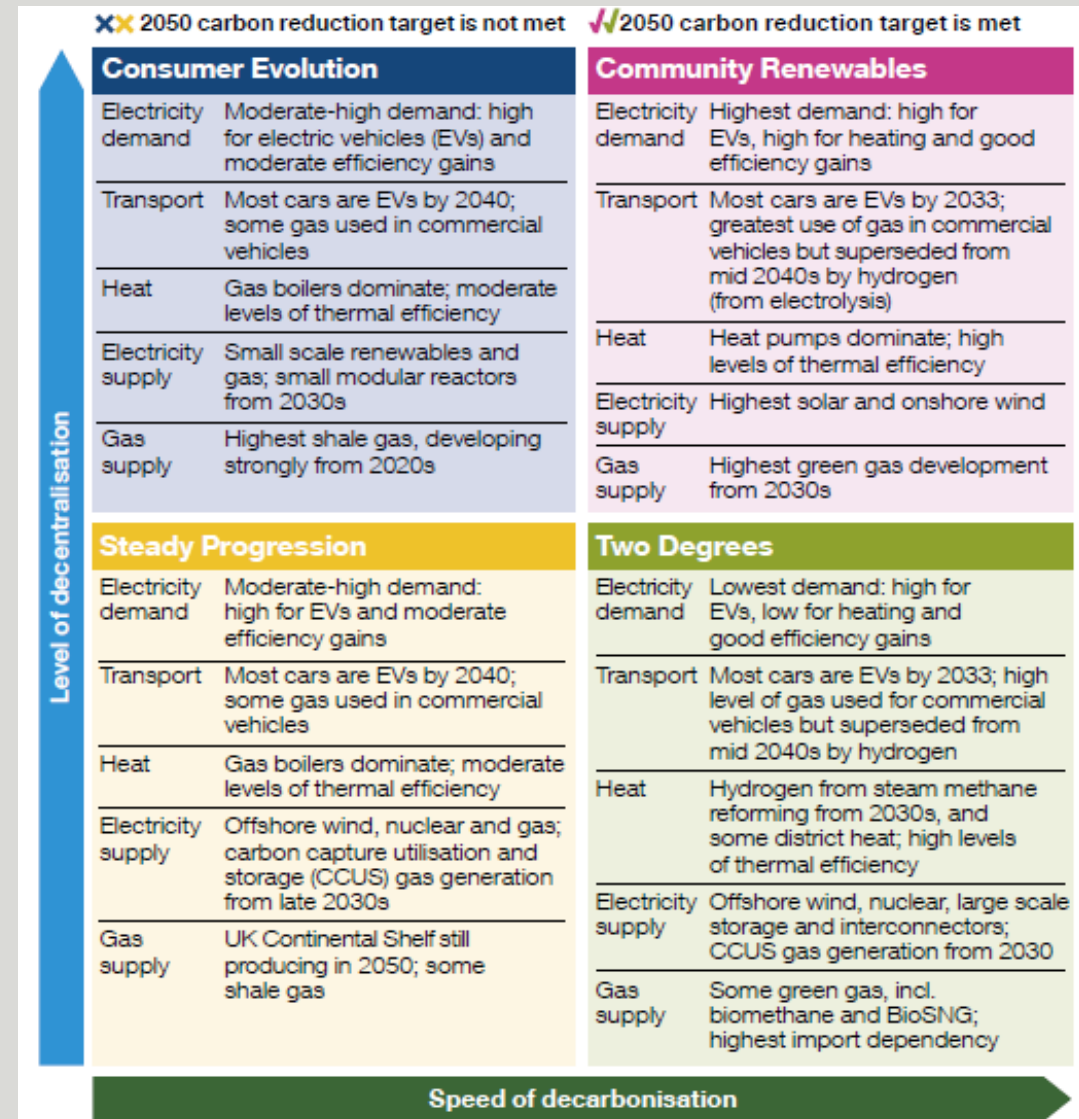 2050 carbon reduction target is not met
2050 carbon reduction target is met
Level of decentralisation
Consumer Evolution
Electricity demand
Moderate-high demand: high
for electric vehicles (EVs) and
moderate efficiency gains
Transport
Most cars are EVs by 2040;
some gas used in commercial
vehicles
Heat
Gas boilers dominate; moderate
levels of thermal efficiency
Electricity
supply
Small scale renewables and
gas; small modular reactors
from 2030s
Gas
supply
Highest shale gas, developing
strongly from 2020s
Community Renewables
Electricity
demand
Highest demand: high for
EVs, high for heating and good
efficiency gains
Transport
Most cars are EVs by 2033;
greatest use of gas in commercial
vehicles but superseded from
mid 2040s by hydrogen
(from electrolysis)
Heat
Heat pumps dominate; high
levels of thermal efficiency
Electricity
supply
Highest solar and onshore wind
Gas
supply
Highest green gas development
from 2030s
Steady Progression
Electricity
demand
Moderate-high demand:
high for EVs and moderate
efficiency gains
Transport
Most cars are EVs by 2040;
some gas used in commercial
vehicles
Heat
Gas boilers dominate; moderate
levels of thermal efficiency
Electricity
supply
Offshore wind, nuclear and gas;
carbon capture utilisation and
storage (CCUS) gas generation
from late 2030s
Gas
supply
UK Continental Shelf still
producing in 2050; some
shale gas
Two Degrees
Electricity
demand
Lowest demand: high for
EVs, low for heating and
good efficiency gains
Transport
Most cars are EVs by 2033; high
level of gas used for commercial
vehicles but superseded from
mid 2040s by hydrogen
Heat
Hydrogen from steam methane
reforming from 2030s, and
some district heat; high levels
of thermal efficiency
Electricity
supply
Offshore wind, nuclear, large scale
storage and interconnectors;
CCUS gas generation from 2030
Gas
supply
Some green gas, incl.
biomethane and BioSNG;
highest import dependency
Speed of decarbonisation